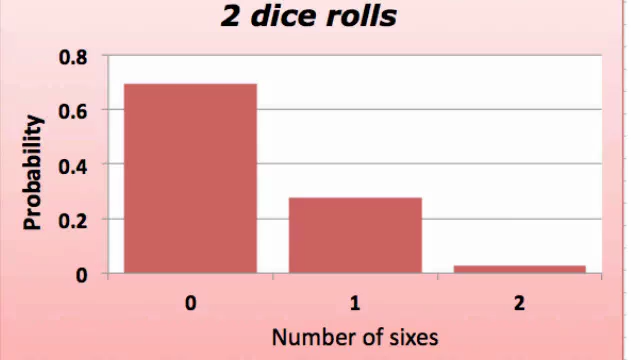 2 dice rolls
0.8
0.6
0.4
0.2
0
Probability
0 1 2
Number of sixes